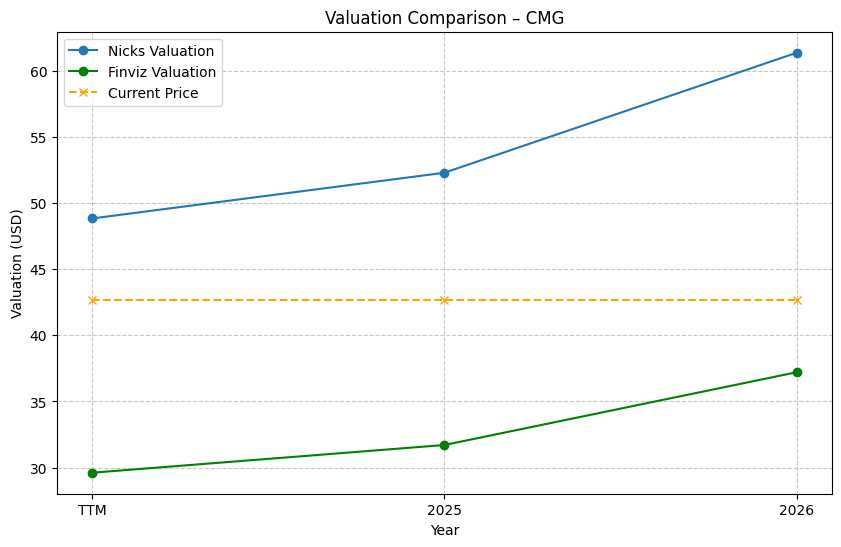 Valuation Comparison – CMG
Nicks Valuation
Finviz Valuation
Current Price
Valuation (USD)
60
55
50
45
40
35
30
TTM
2025
2026
Year